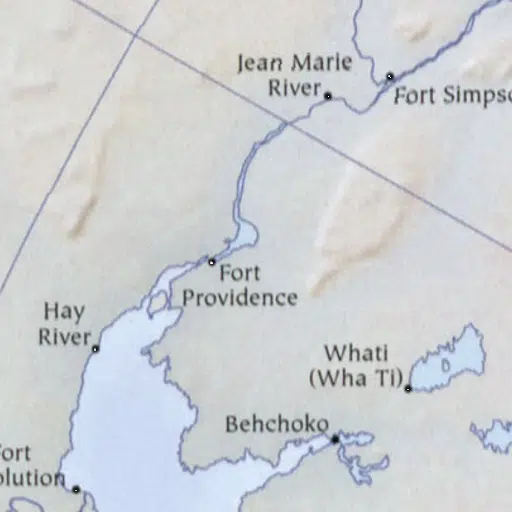 Jean Marie
River
Fort Simpso
Fort
Providence
Hay
River
Whati
(Wha Ti)
Behchoko
Fort
olution